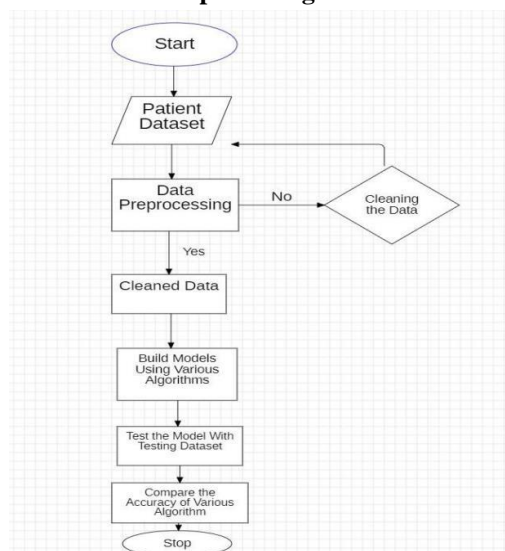 Start
Patient
Dataset
Data
Preprocessing
No
Cleaning
the Data
Yes
Cleaned Data
Build Models
Using Various
Algorithms
Test the Model With
Testing Dataset
Compare the
Accuracy of Various
Algorithm
Stop